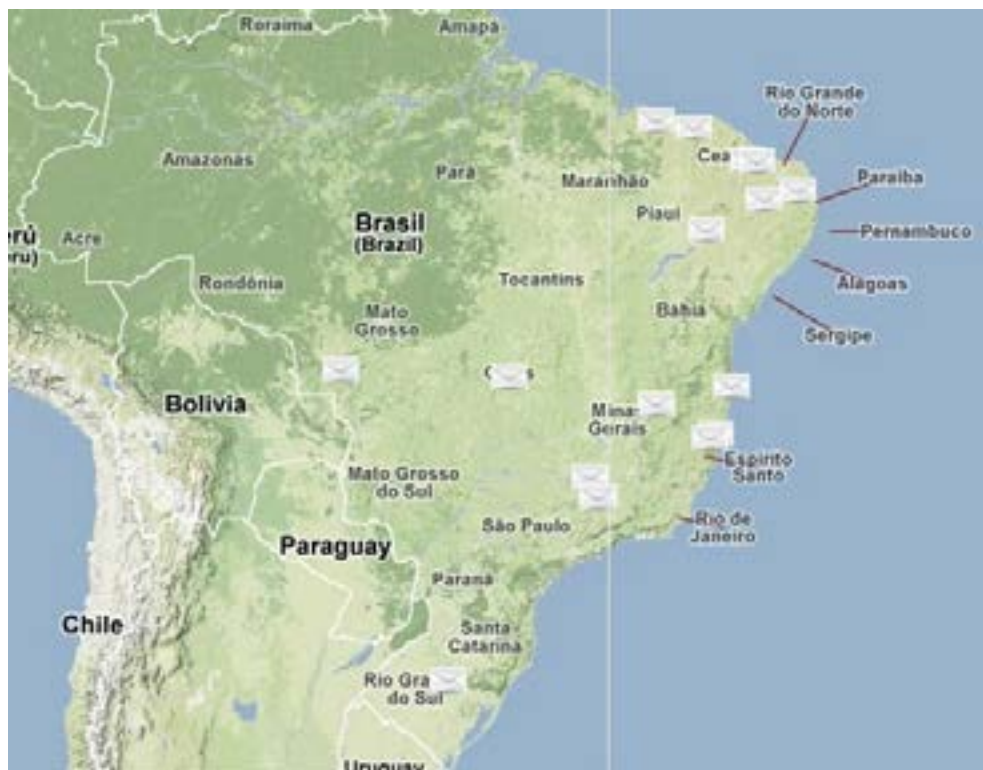 Roraima
Amapá
Rio Grande
do Norte
Amazonas
Pará
Maranhão
Paraíba
Piauí
Brasil
(Brazil)
Pernambuco
Acre
Rondônia
Tocantins
Alagoas
Mato
Grosso
Bahia
Sergipe
Bolivia
Gerais
Espírito
Santo
Mato Grosso
do Sul
São Paulo
Rio de
Janeiro
Paraguay
Paraná
Chile
Santa
Catarina
do Sul
Uruguay